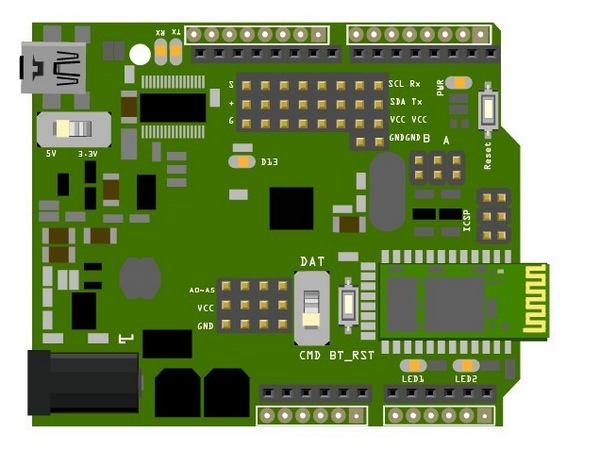 RX TX
S SCL Rx
+ SDA Tx
G VCC VCC
GNDGND B A
PWR
Reset
5V 3.3V
D13
ICSP
DAT
A0~A5
VCC
GND
CMD BT_RST
LED1 LED2